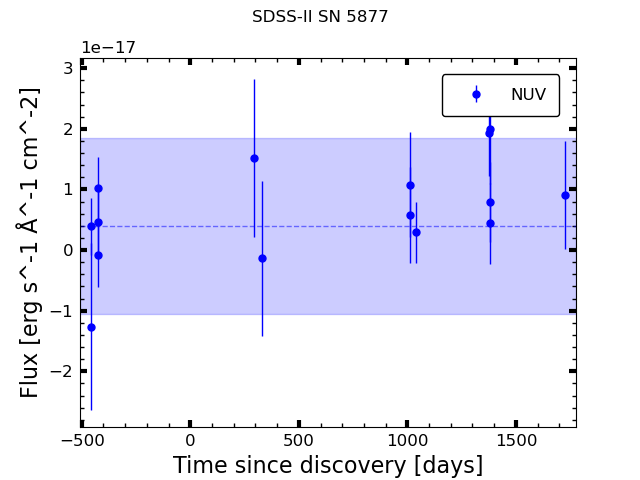 SDSS-II SN 5877
1e−17
NUV
3
2
1
0
−1
−2
Flux [erg s^-1 Å^-1 cm^-2]
−500 0 500 1000 1500
Time since discovery [days]